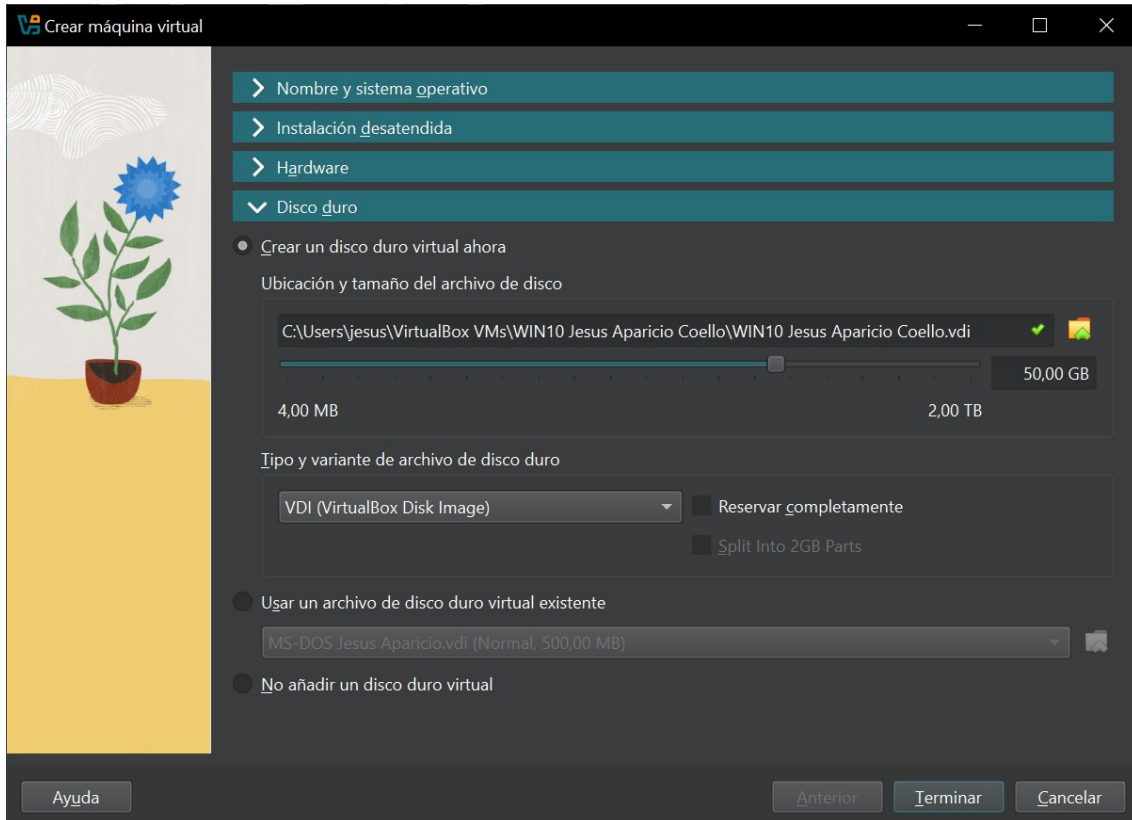 Crear máquina virtual
Nombre y sistema operativo
Instalación desatendida
Hardware
Disco duro
Crear un disco duro virtual ahora
Ubicación y tamaño del archivo de disco
C:\Users\jesus\VirtualBox VMs\WIN10 Jesus Aparicio Coello\WIN10 Jesus Aparicio Coello.vdi
50,00 GB
4,00 MB 2,00 TB
Tipo y variante de archivo de disco duro
VDI (VirtualBox Disk Image) Reservar completamente
Split Into 2GB Parts
Usar un archivo de disco duro virtual existente
MS-DOS Jesus Aparicio.vdi (Normal, 500,00 MB)
No añadir un disco duro virtual
Ayuda Anterior Terminar Cancelar